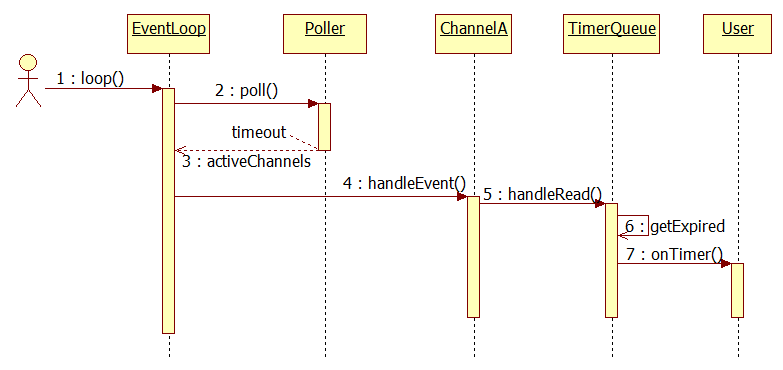 EventLoop
Poller
ChannelA
TimerQueue
User
1 : loop()
2 : poll()
timeout
3 : activeChannels
4 : handleEvent()
5 : handleRead()
6 : getExpired
7 : onTimer()